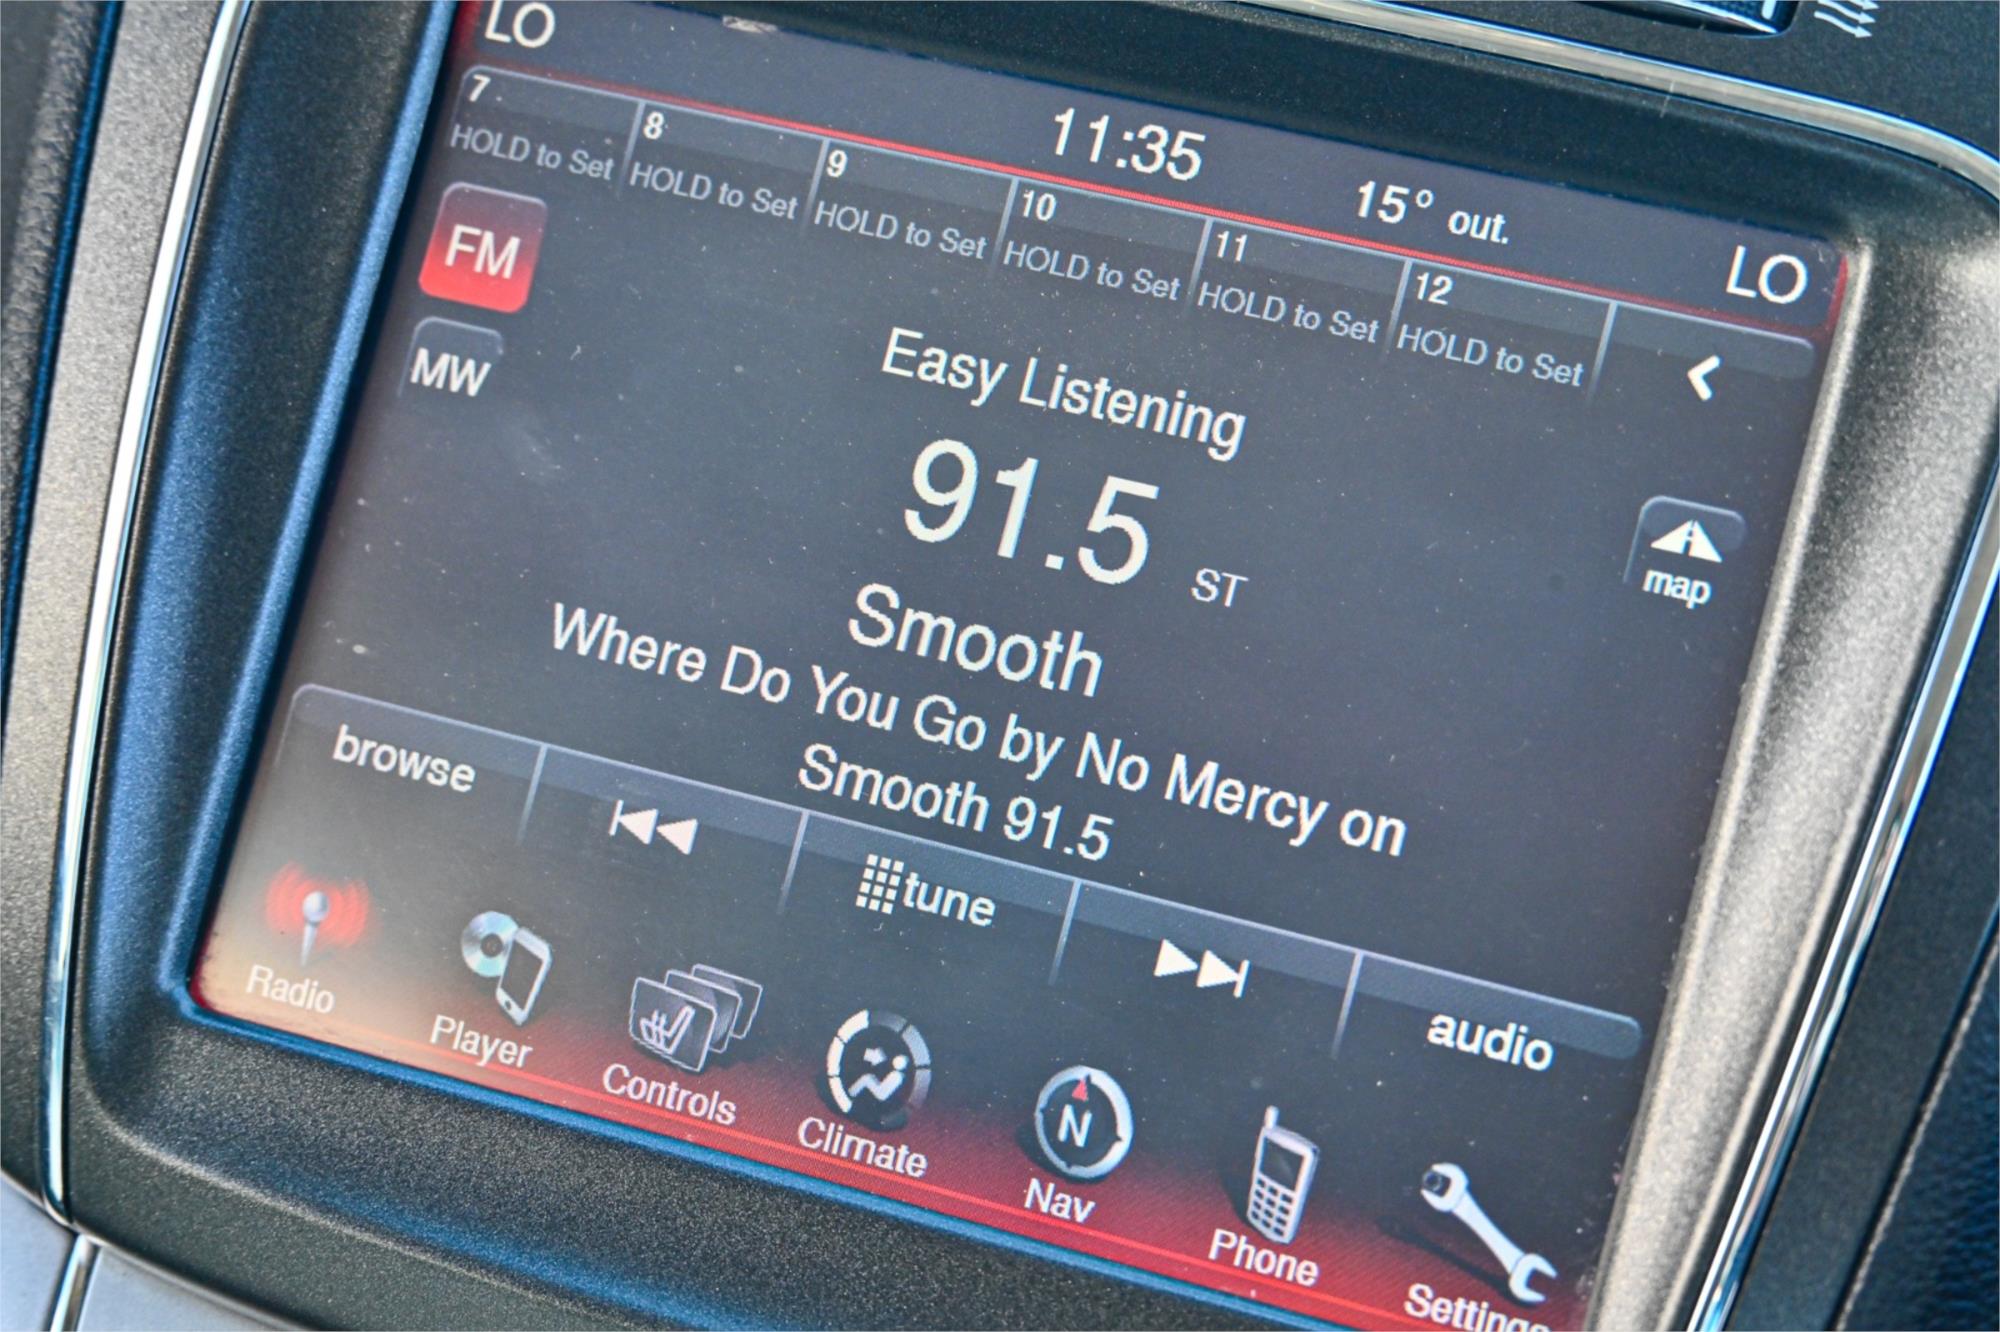 LO
11:35
15° out.
LO
7
HOLD to Set
8
HOLD to Set
9
HOLD to Set
10
HOLD to Set
11
HOLD to Set
12
HOLD to Set
FM
MW
Easy Listening
91.5 ST
map
Smooth
Where Do You Go by No Mercy on
Smooth 91.5
browse
tune
audio
Radio
Player
Controls
Climate
N
Nav
Phone
Settings